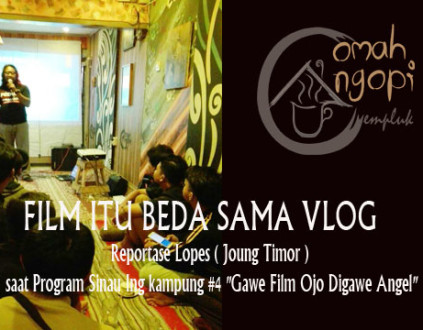 omah
ngopi
cempluk
FILM ITU BEDA SAMA VLOG
Reportase Lopes ( Joung Timor )
saat Program Sinau Ing kampung #4 "Gawe Film Ojo Digawe Angel"